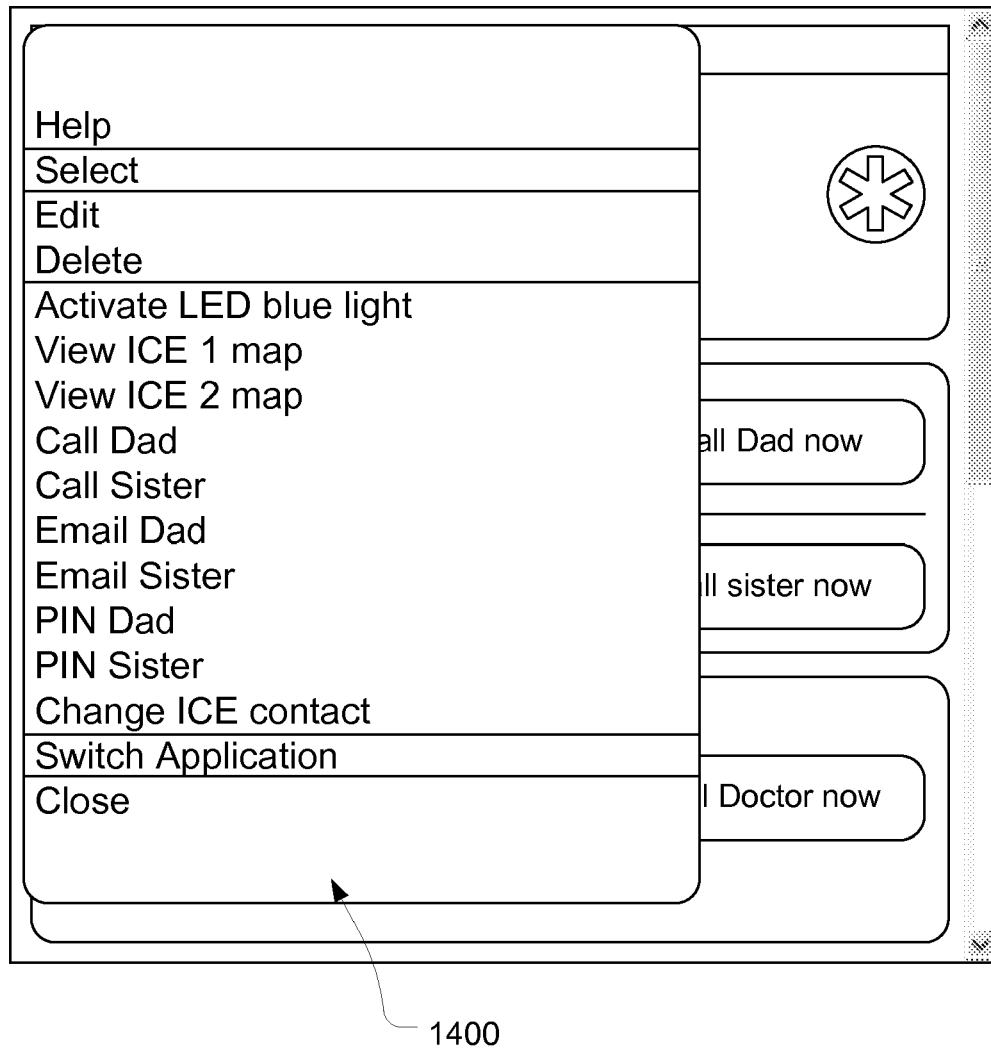 Help
Select
Edit
Delete
Activate LED blue light
View ICE 1 map
View ICE 2 map
Call Dad
Call Sister
Email Dad
Email Sister
PIN Dad
PIN Sister
Change ICE contact
Switch Application
Close
all Dad now
ll sister now
l Doctor now
1400